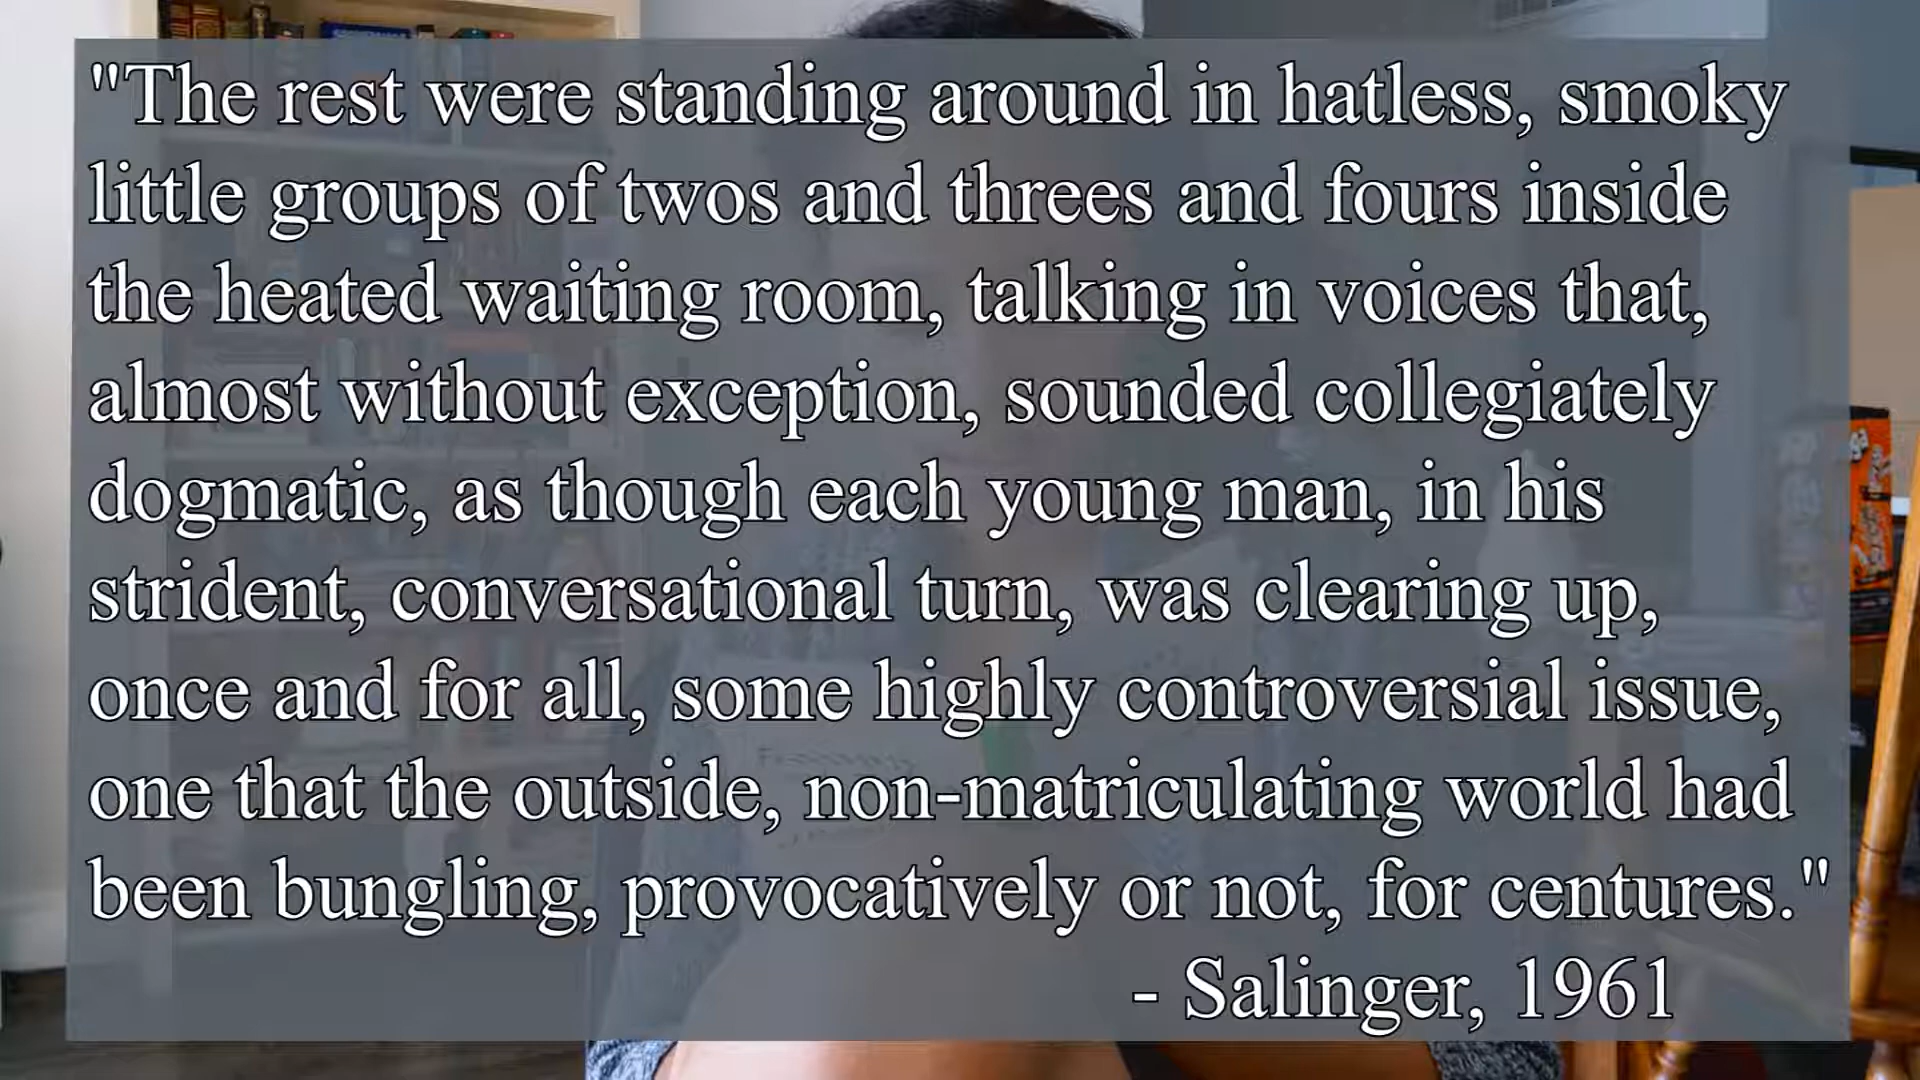 "The rest were standing around in hatless, smoky
little groups of twos and threes and fours inside
the heated waiting room, talking in voices that,
almost without exception, sounded collegiately
dogmatic, as though each young man, in his
strident, conversational turn, was clearing up,
once and for all, some highly controversial issue,
one that the outside, non-matriculating world had
been bungling, provocatively or not, for centuries."
- Salinger, 1961